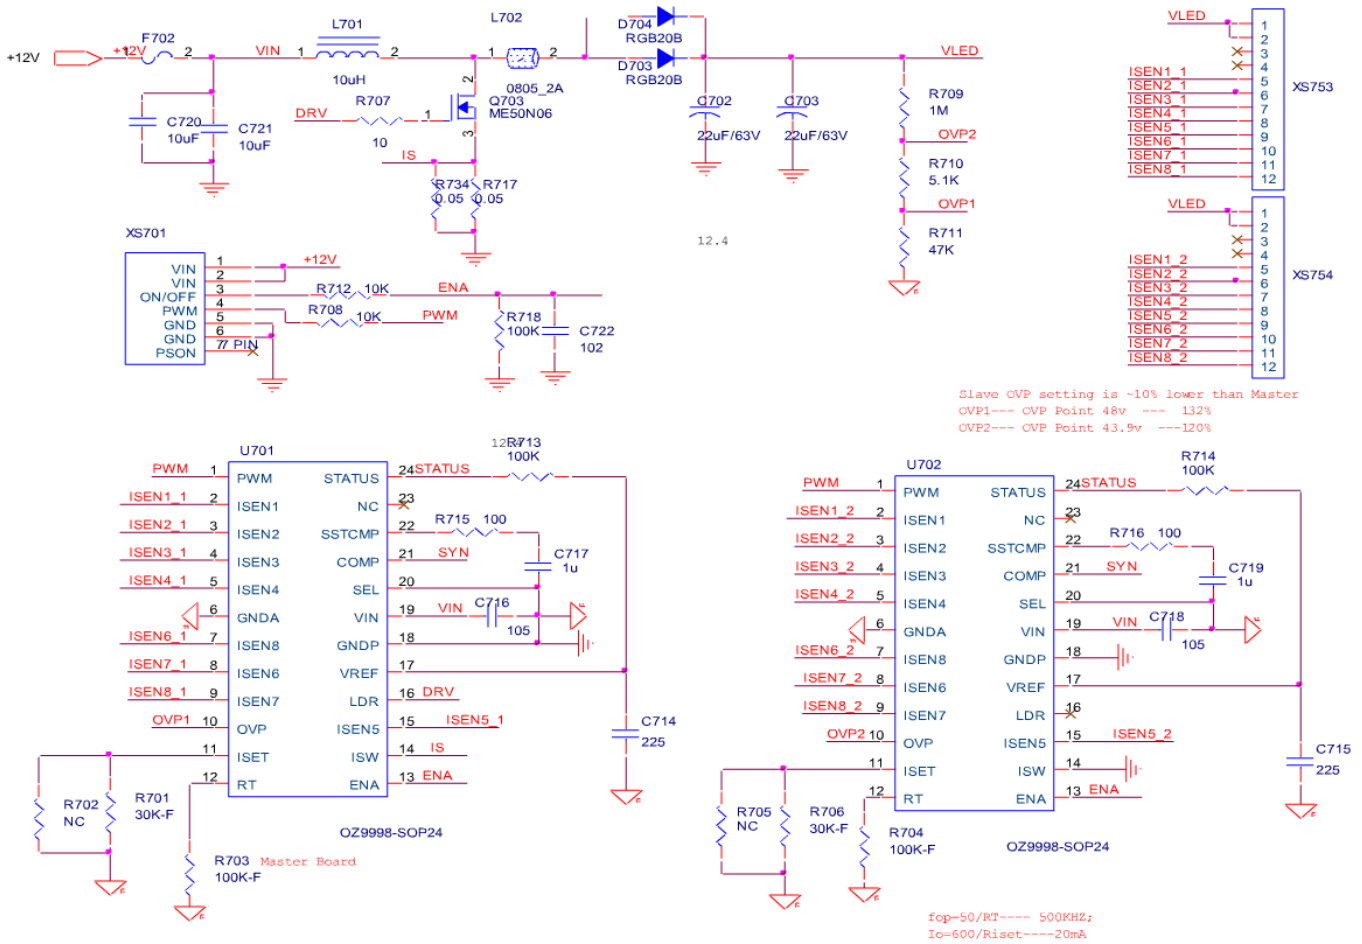 +12V
+12V
F702
1 2
VIN
L701
1 2
10uH
L702
1 2
0805_2A
D704
RGB20B
D703
RGB20B
VLED
C720
10uF
C721
10uF
DRV
R707
10
1
2
3
Q703
ME50N06
IS
R734
0.05
R717
0.05
C702
22uF/63V
C703
22uF/63V
R709
1M
OVP2
R710
5.1K
OVP1
R711
47K
12.4
VLED
1
2
3
4
ISEN1_1 5
ISEN2_1 6
ISEN3_1 7
ISEN4_1 8
ISEN5_1 9
ISEN6_1 10
ISEN7_1 11
ISEN8_1 12
XS753
VLED
1
2
3
4
ISEN1_2 5
ISEN2_2 6
ISEN3_2 7
ISEN4_2 8
ISEN5_2 9
ISEN6_2 10
ISEN7_2 11
ISEN8_2 12
XS754
XS701
VIN 1 +12V
VIN 2
ON/OFF 3 R712 10K ENA
PWM 4 R708 10K PWM
GND 5
GND 6
PSON 7 7 PIN
R718
100K
C722
102
Slave OVP setting is ~10% lower than Master
OVP1--- OVP Point 48v --- 132%
OVP2--- OVP Point 43.9v ---120%
U701
PWM 1 PWM
ISEN1_1 2 ISEN1
ISEN2_1 3 ISEN2
ISEN3_1 4 ISEN3
ISEN4_1 5 ISEN4
6 GNDA
ISEN6_1 7 ISEN8
ISEN7_1 8 ISEN6
ISEN8_1 9 ISEN7
OVP1 10 OVP
11 ISET
12 RT
STATUS 24 STATUS
NC 23
SSTCMP 22
COMP 21 SYN
SEL 20
VIN 19 VIN
GNDP 18
VREF 17
LDR 16 DRV
ISEN5 15 ISEN5_1
ISW 14 IS
ENA 13 ENA
R713
100K
R715 100
C717
1u
C716
105
C714
225
R702
NC
R701
30K-F
R703
100K-F
Master Board
OZ9998-SOP24
U702
PWM 1 PWM
ISEN1_2 2 ISEN1
ISEN2_2 3 ISEN2
ISEN3_2 4 ISEN3
ISEN4_2 5 ISEN4
6 GNDA
ISEN6_2 7 ISEN8
ISEN7_2 8 ISEN6
ISEN8_2 9 ISEN7
OVP2 10 OVP
11 ISET
12 RT
STATUS 24 STATUS
NC 23
SSTCMP 22
COMP 21 SYN
SEL 20
VIN 19 VIN
GNDP 18
VREF 17
LDR 16
ISEN5 15 ISEN5_2
ISW 14
ENA 13 ENA
R714
100K
R716 100
C719
1u
C718
105
C715
225
R705
NC
R706
30K-F
R704
100K-F
OZ9998-SOP24
fop=50/RT---- 500KHZ;
Io=600/Riset----20mA